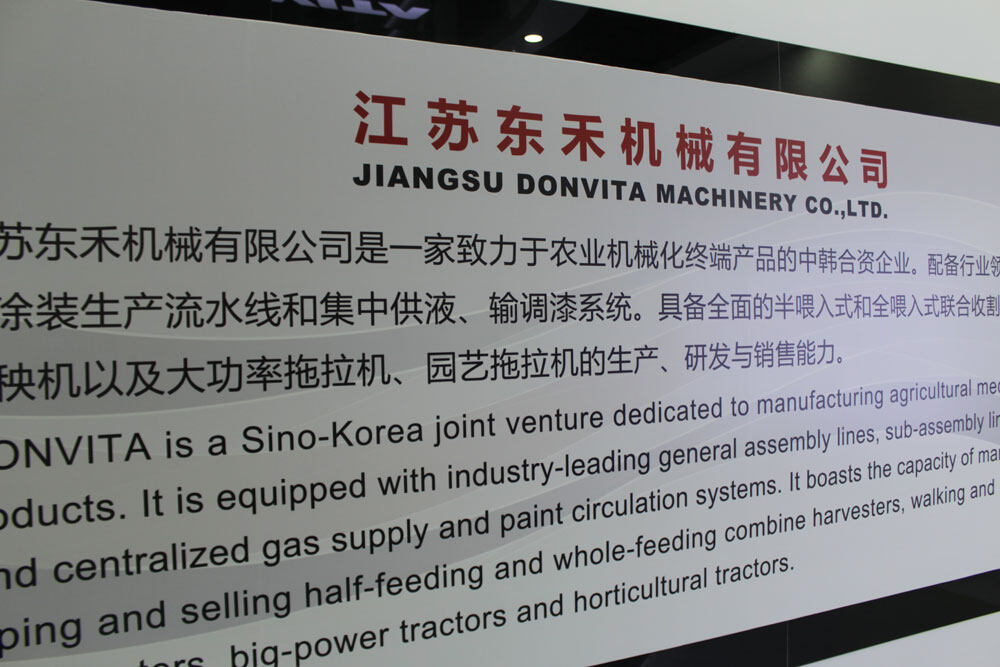 江苏东禾机械有限公司
JIANGSU DONVITA MACHINERY CO.,LTD.
苏东禾机械有限公司是一家致力于农业机械化终端产品的中韩合资企业。配备行业领
涂装生产流水线和集中供液、输调漆系统。具备全面的半喂入式和全喂入式联合收割
秧机以及大功率拖拉机、园艺拖拉机的生产、研发与销售能力。
ONVITA is a Sino-Korea joint venture dedicated to manufacturing agricultural mec
oducts. It is equipped with industry-leading general assembly lines, sub-assembly lin
nd centralized gas supply and paint circulation systems. It boasts the capacity of man
ping and selling half-feeding and whole-feeding combine harvesters, walking and
tors, big-power tractors and horticultural tractors.